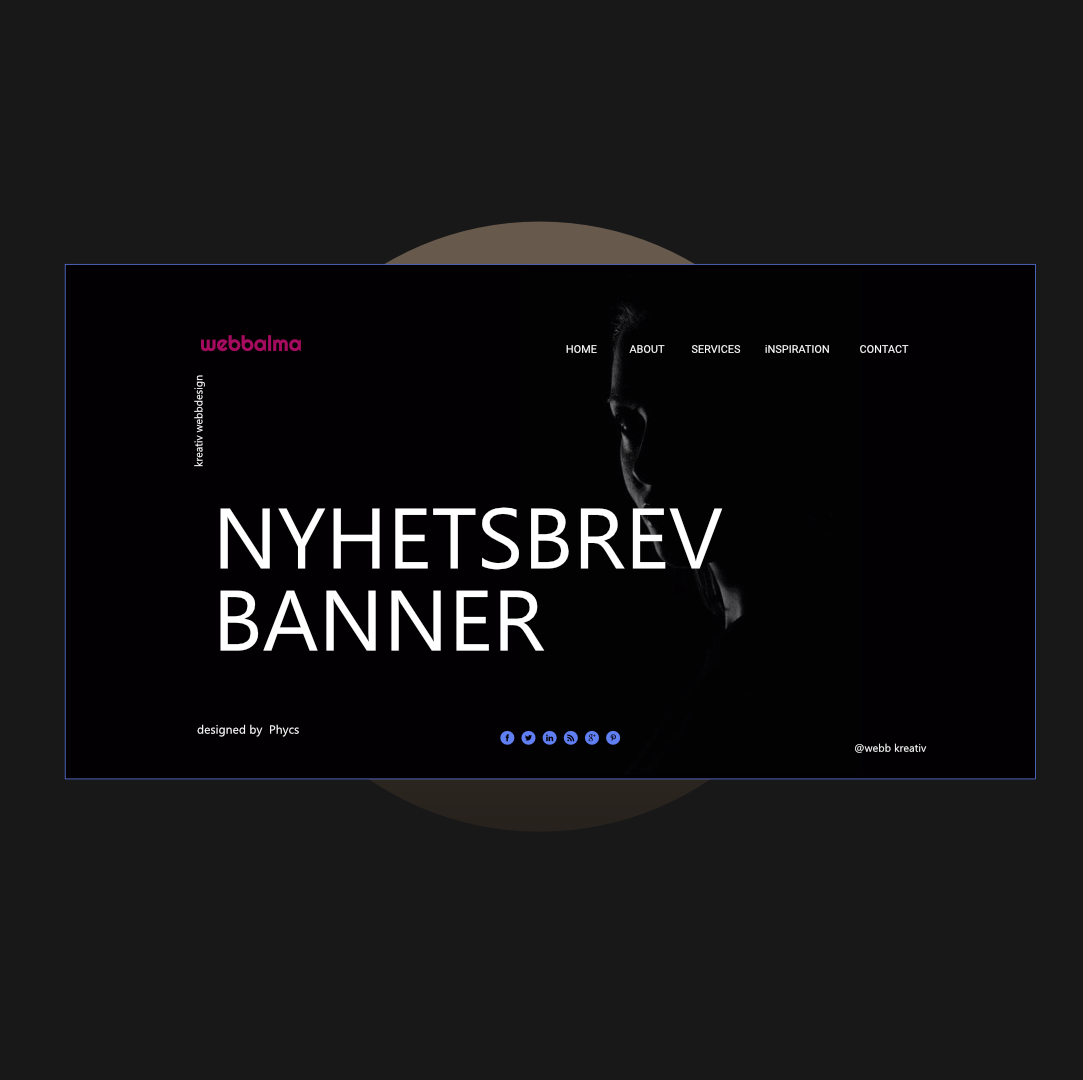 webbalma
HOME ABOUT SERVICES iNSPIRATION CONTACT
kreativ webbdesign
NYHETSBREV
BANNER
designed by Phycs
@webb kreativ